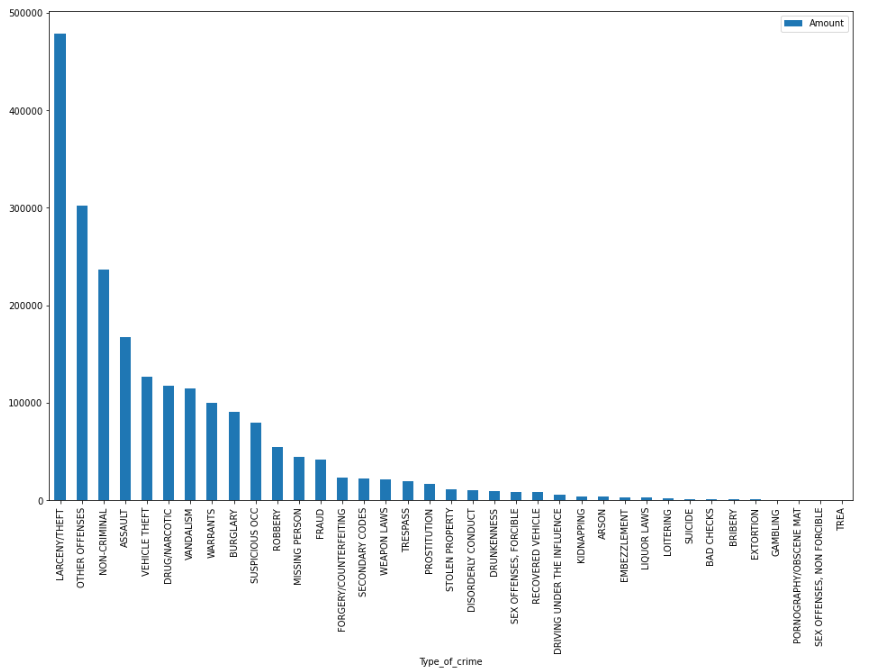 500000
400000
300000
200000
100000
0
Amount
LARCENY/THEFT
OTHER OFFENSES
NON-CRIMINAL
ASSAULT
VEHICLE THEFT
DRUG/NARCOTIC
VANDALISM
WARRANTS
BURGLARY
SUSPICIOUS OCC
ROBBERY
MISSING PERSON
FRAUD
FORGERY/COUNTERFEITING
SECONDARY CODES
WEAPON LAWS
TRESPASS
PROSTITUTION
STOLEN PROPERTY
DISORDERLY CONDUCT
DRUNKENNESS
SEX OFFENSES, FORCIBLE
RECOVERED VEHICLE
DRIVING UNDER THE INFLUENCE
KIDNAPPING
ARSON
EMBEZZLEMENT
LIQUOR LAWS
LOITERING
SUICIDE
BAD CHECKS
BRIBERY
EXTORTION
GAMBLING
PORNOGRAPHY/OBSCENE MAT
SEX OFFENSES, NON FORCIBLE
TREA
Type_of_crime